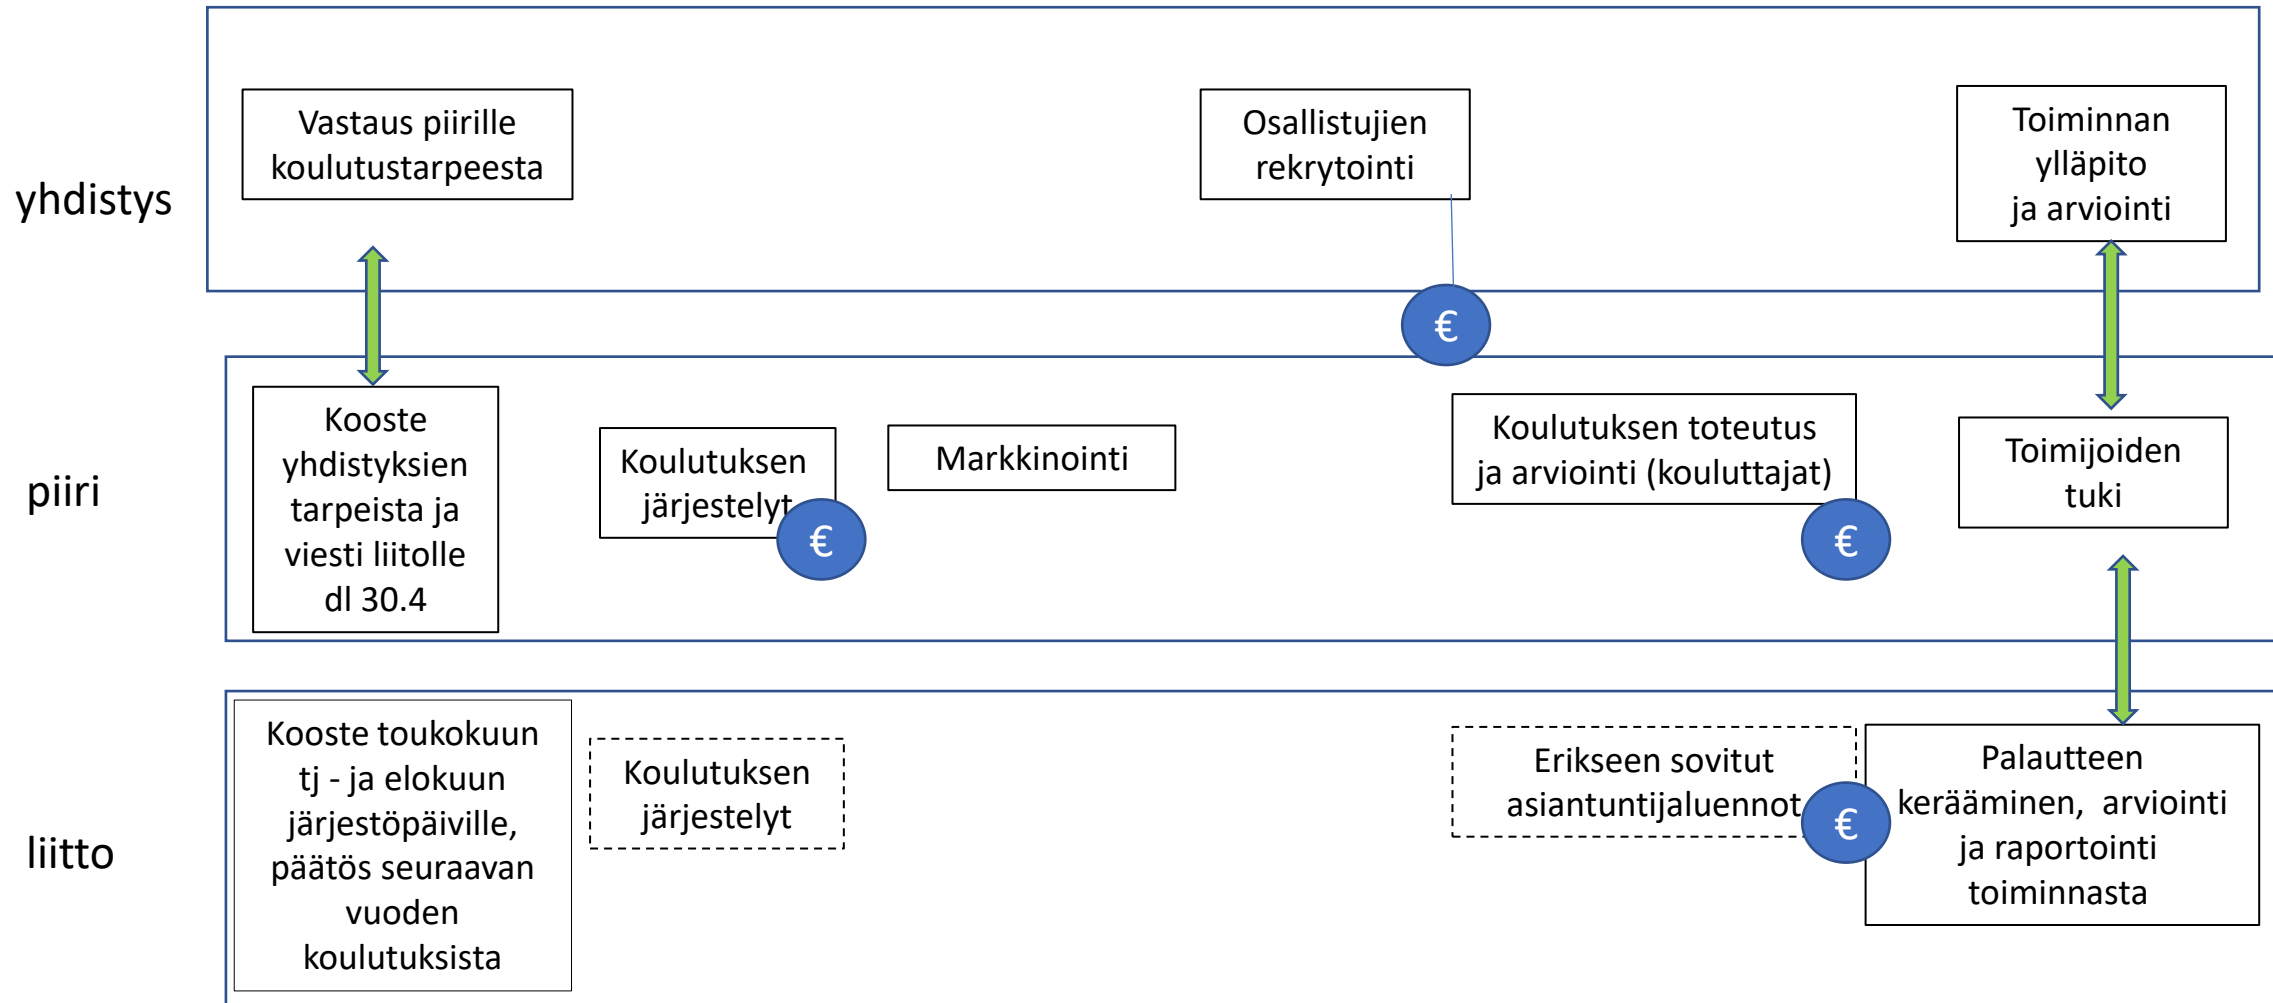 yhdistys
Vastaus piirille
koulutustarpeesta
Osallistujien
rekrytointi
Toiminnan
ylläpito
ja arviointi
€
piiri
Kooste
yhdistyksien
tarpeista ja
viesti liitolle
dl 30.4
Koulutuksen
järjestelyt
€
Markkinointi
Koulutuksen toteutus
ja arviointi (kouluttajat)
€
Toimijoiden
tuki
liitto
Kooste toukokuun
tj - ja elokuun
järjestöpäiville,
päätös seuraavan
vuoden
koulutuksista
Koulutuksen
järjestelyt
Erikseen sovitut
asiantuntijaluennot
€
Palautteen
kerääminen, arviointi
ja raportointi
toiminnasta